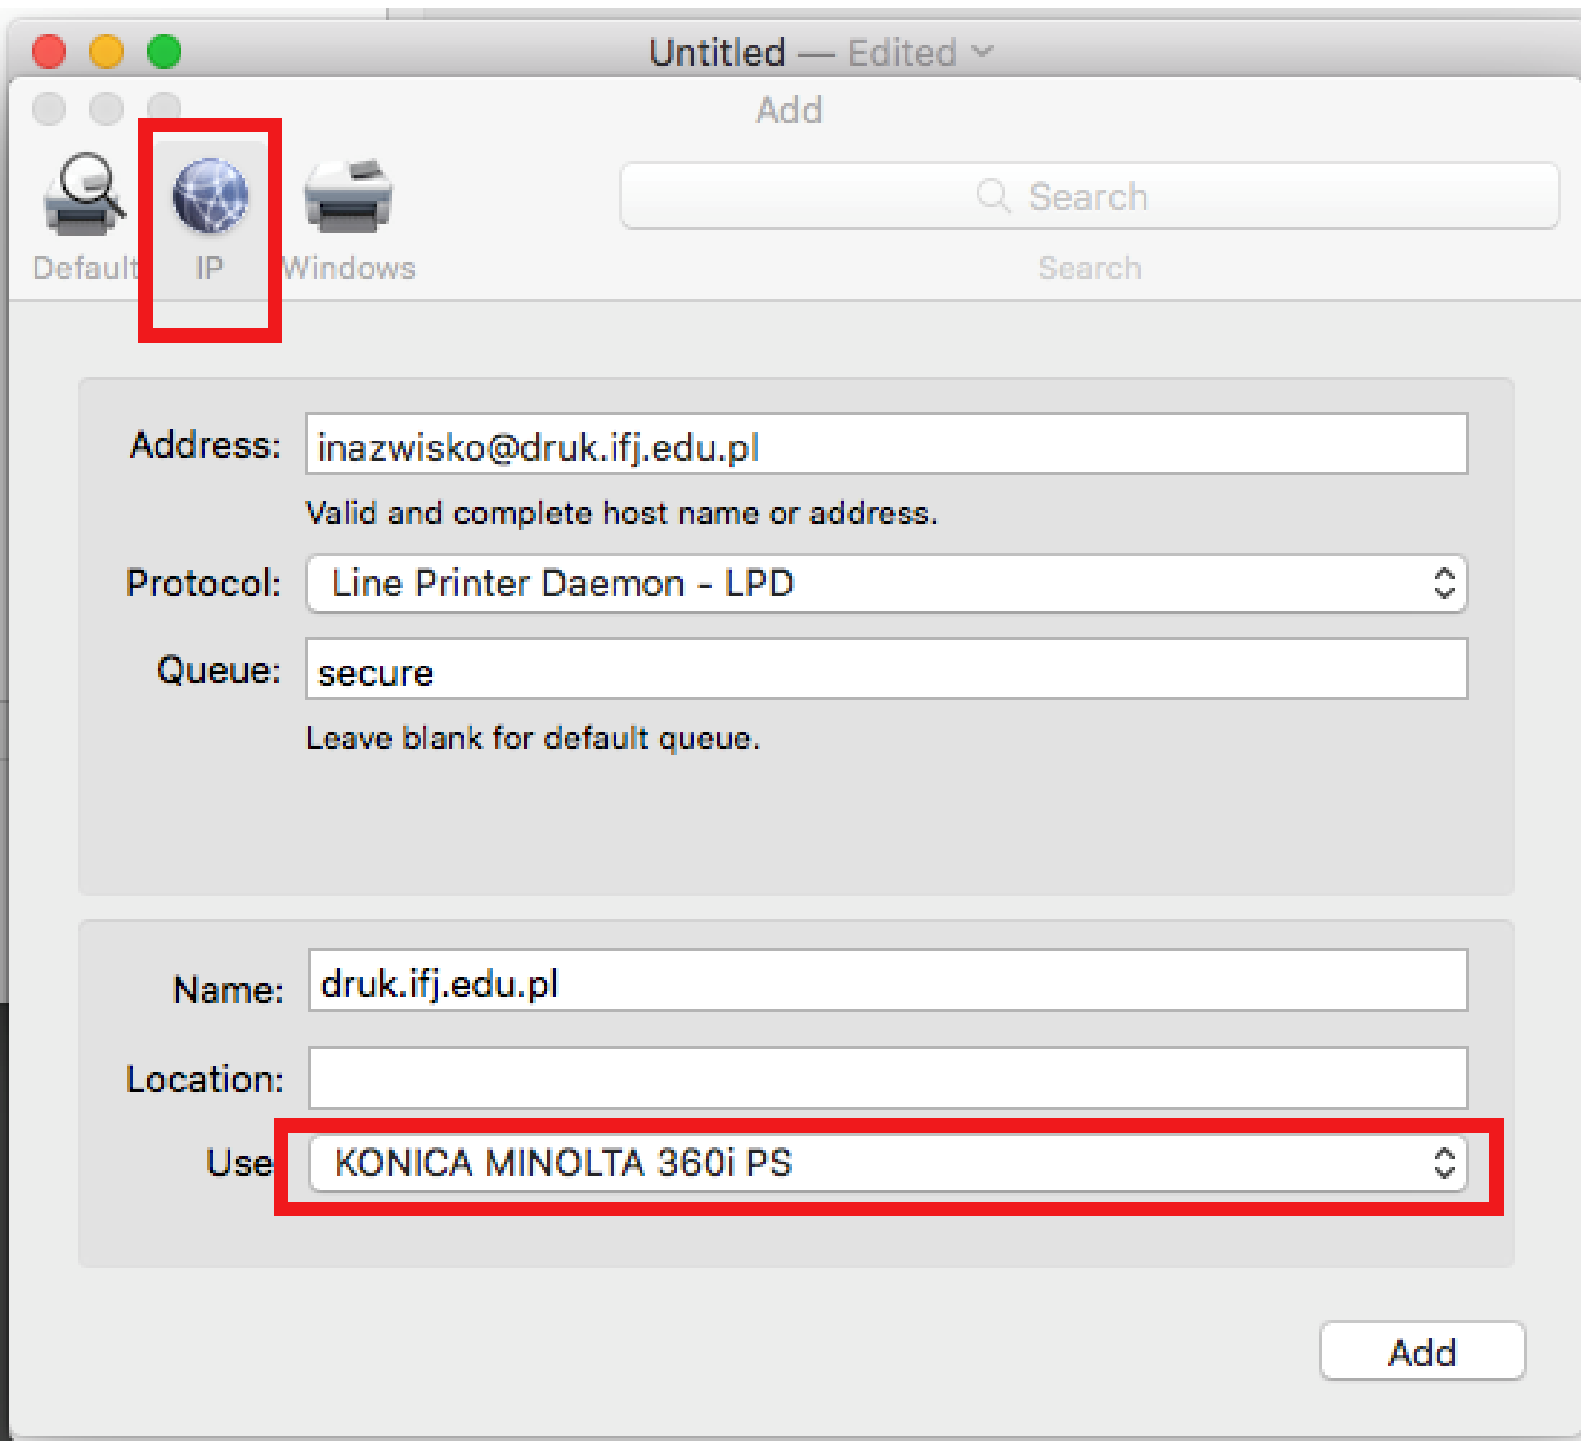 Untitled — Edited
Add
Default IP Windows
Search
Search
Address: inazwisko@druk.ifj.edu.pl
Valid and complete host name or address.
Protocol: Line Printer Daemon - LPD
Queue: secure
Leave blank for default queue.
Name: druk.ifj.edu.pl
Location:
Use KONICA MINOLTA 360i PS
Add